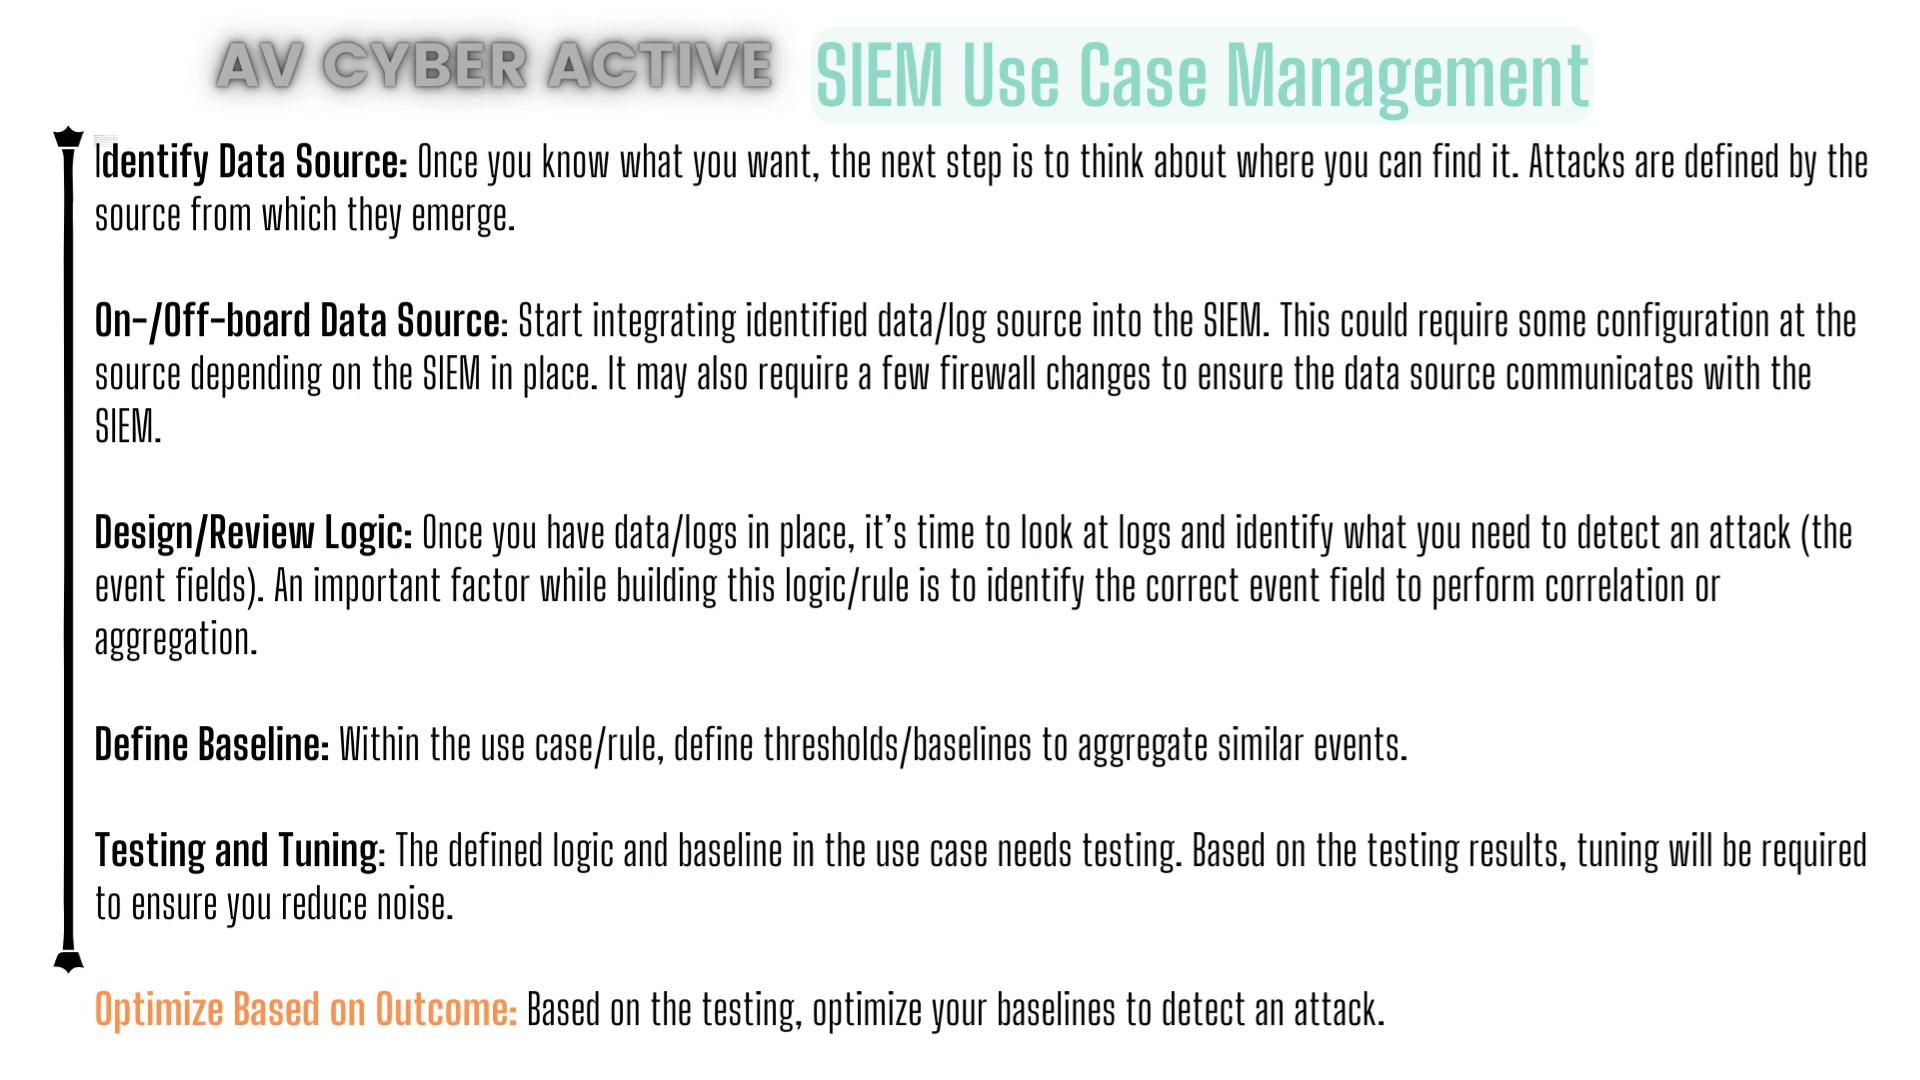 AV CYBER ACTIVE
SIEM Use Case Management
Identify Data Source: Once you know what you want, the next step is to think about where you can find it. Attacks are defined by the
source from which they emerge.
On-/Off-board Data Source: Start integrating identified data/log source into the SIEM. This could require some configuration at the
source depending on the SIEM in place. It may also require a few firewall changes to ensure the data source communicates with the
SIEM.
Design/Review Logic: Once you have data/logs in place, it’s time to look at logs and identify what you need to detect an attack (the
event fields). An important factor while building this logic/rule is to identify the correct event field to perform correlation or
aggregation.
Define Baseline: Within the use case/rule, define thresholds/baselines to aggregate similar events.
Testing and Tuning: The defined logic and baseline in the use case needs testing. Based on the testing results, tuning will be required
to ensure you reduce noise.
Optimize Based on Outcome: Based on the testing, optimize your baselines to detect an attack.